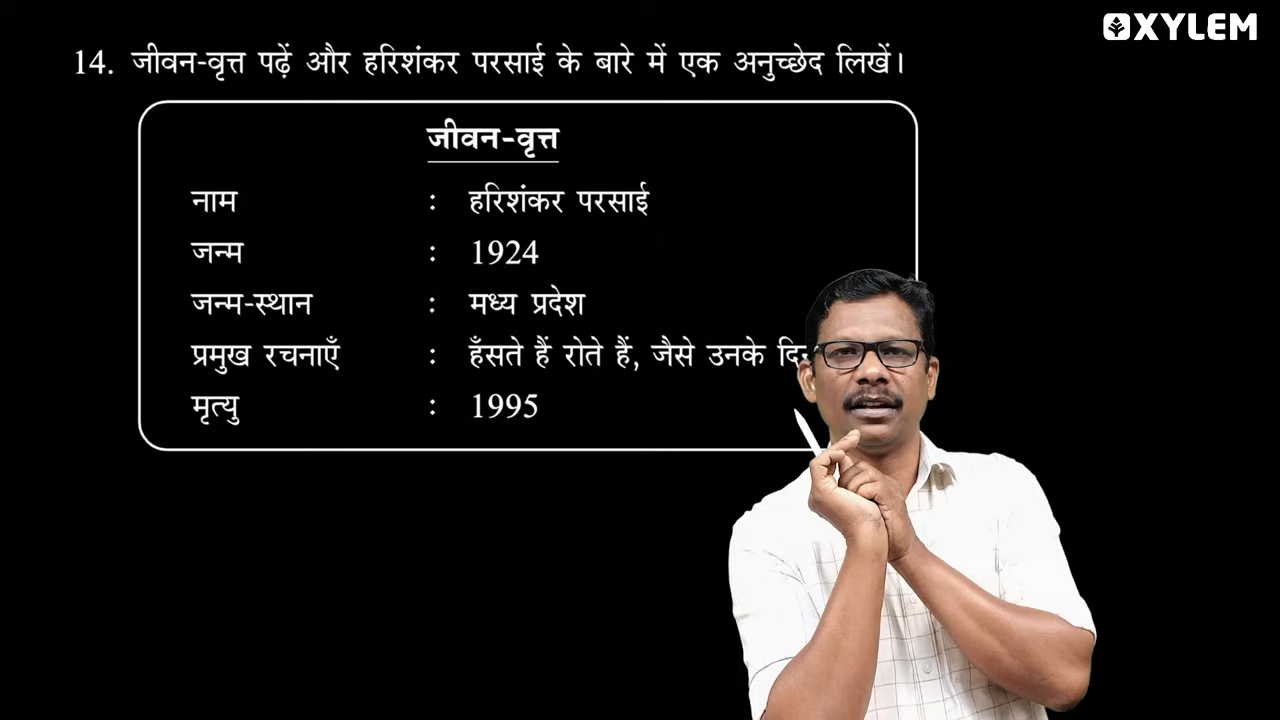 OXYLEM
14. जीवन-वृत्त पढ़ें और हरिशंकर परसाई के बारे में एक अनुच्छेद लिखें।
जीवन-वृत्त
नाम : हरिशंकर परसाई
जन्म : 1924
जन्म-स्थान : मध्य प्रदेश
प्रमुख रचनाएँ : हँसते हैं रोते हैं, जैसे उनके
मृत्यु : 1995